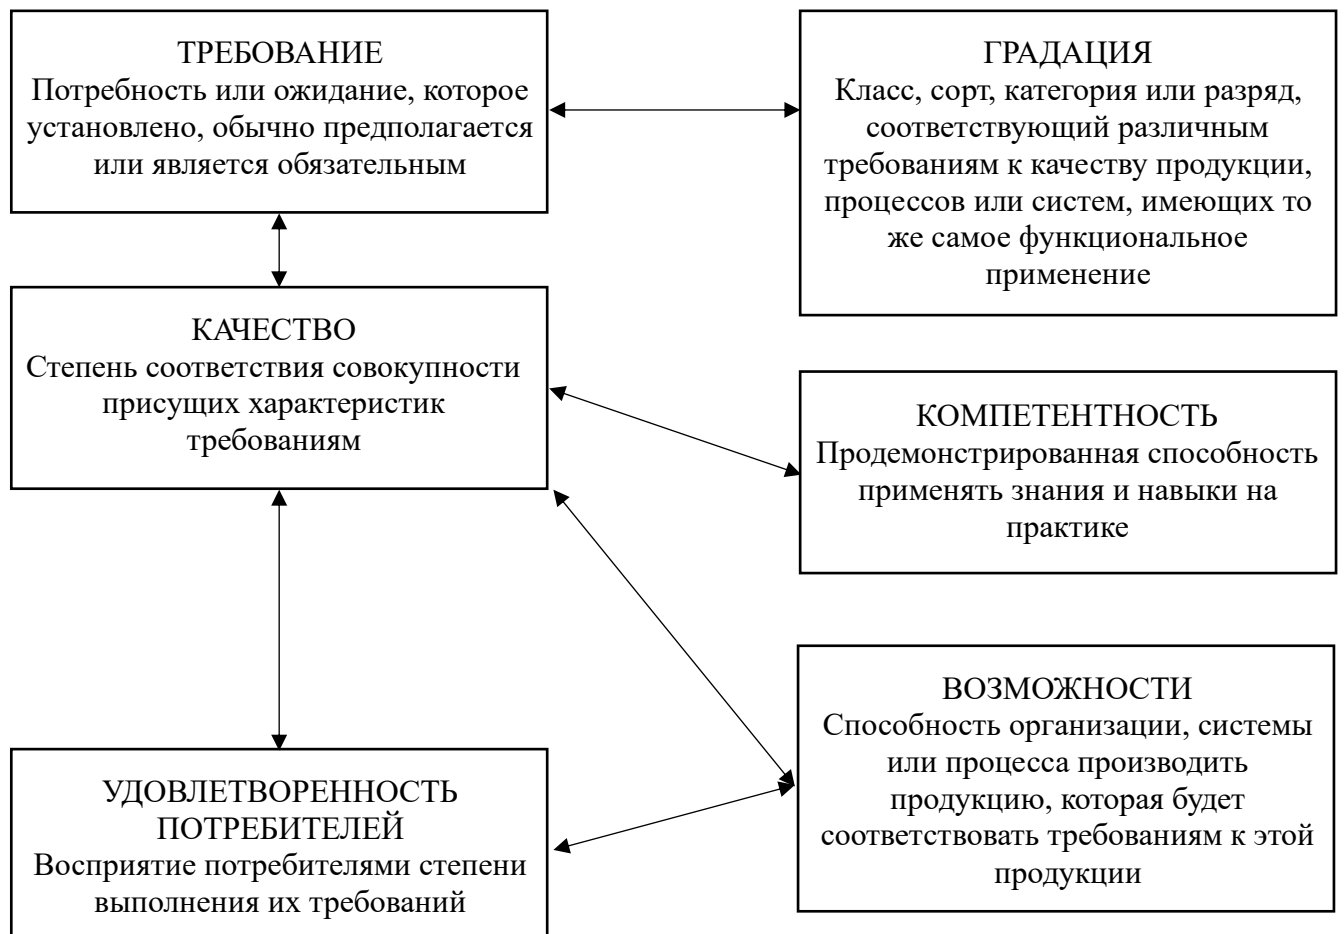 ТРЕБОВАНИЕ
Потребность или ожидание, которое
установлено, обычно предполагается
или является обязательным
ГРАДАЦИЯ
Класс, сорт, категория или разряд,
соответствующий различным
требованиям к качеству продукции,
процессов или систем, имеющих то
же самое функциональное
применение
КАЧЕСТВО
Степень соответствия совокупности
присущих характеристик
требованиям
КОМПЕТЕНТНОСТЬ
Продемонстрированная способность
применять знания и навыки на
практике
УДОВЛЕТВОРЕННОСТЬ
ПОТРЕБИТЕЛЕЙ
Восприятие потребителями степени
выполнения их требований
ВОЗМОЖНОСТИ
Способность организации, системы
или процесса производить
продукцию, которая будет
соответствовать требованиям к этой
продукции